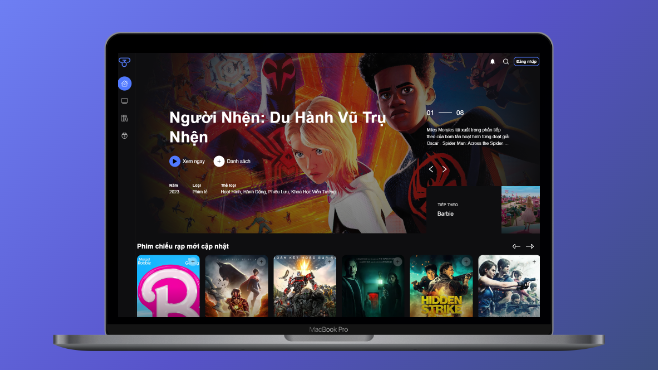 Đăng nhập
Người Nhện: Du Hành Vũ Trụ
Nhện
01 08
Miles Morales tái xuất trong phần tiếp
theo của bom tấn hoạt hình từng đoạt giải
Oscar - Spider Man: Across the Spider ...
Xem ngay
Danh sách
Năm
Loại
Thể loại
2023
Phim lẻ
Hoạt Hình, Hành Động, Phiêu Lưu, Khoa Học Viễn Tưởng
TIẾP THEO
Barbie
Phim chiếu rạp mới cập nhật
B
HIDDEN
STRIKE
MacBook Pro